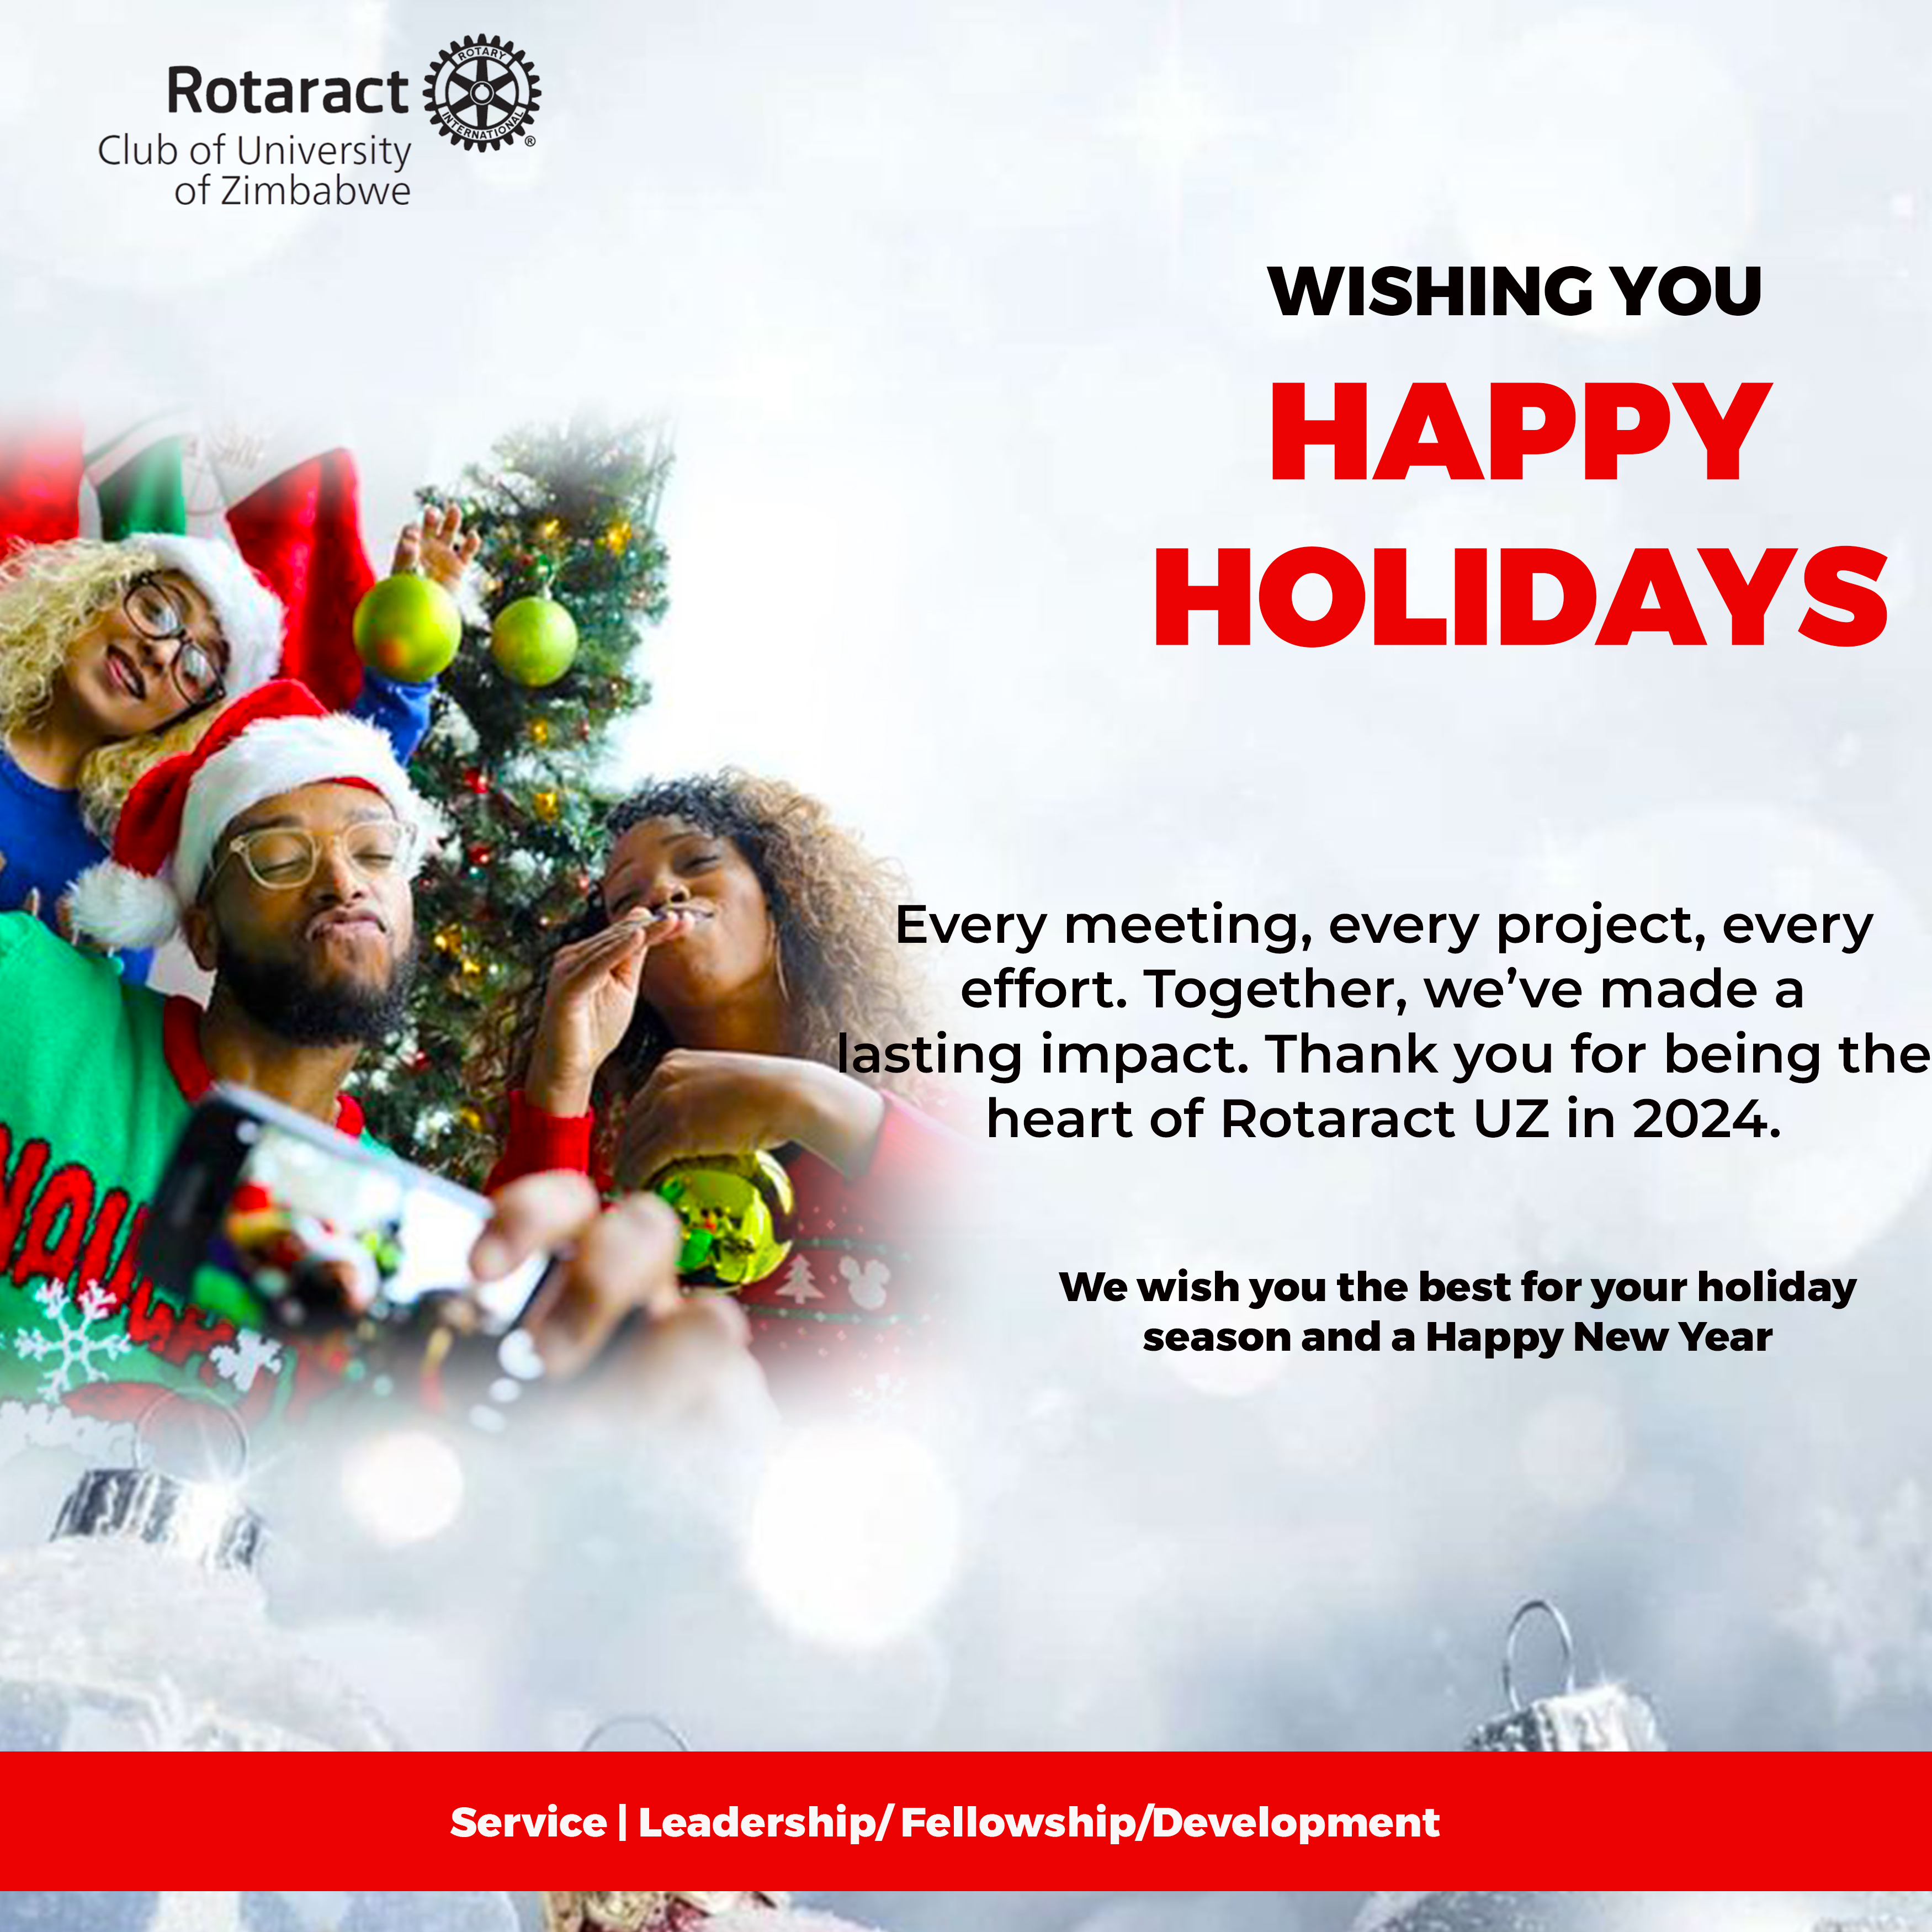 Rotaract
ROTARY
INTERNATIONAL
®
Club of University
of Zimbabwe
WISHING YOU
HAPPY
HOLIDAYS
Every meeting, every project, every
effort. Together, we’ve made a
lasting impact. Thank you for being the
heart of Rotaract UZ in 2024.
We wish you the best for your holiday
season and a Happy New Year
Service | Leadership/ Fellowship/Development